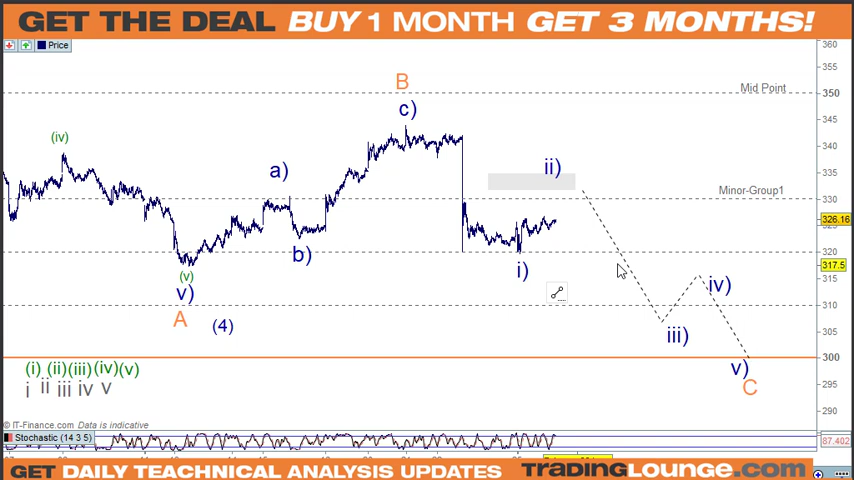 GET THE DEAL BUY 1 MONTH GET 3 MONTHS!
Price
360
355
350
Mid Point
345
340
335
330
Minor-Group1
326.16
325
320
317.5
310
305
300
295
290
B
c)
(iv)
a)
ii)
b)
i)
(v)
v)
A
(4)
iv)
iii)
v)
C
(i) (ii) (iii) (iv) (v)
i ii iii iv v
© IT-Finance.com Data is indicative
Stochastic (14 3 5)
87.402
GET DAILY TEACHNICAL ANALYSIS UPDATES TRADINGLOUNGE.com